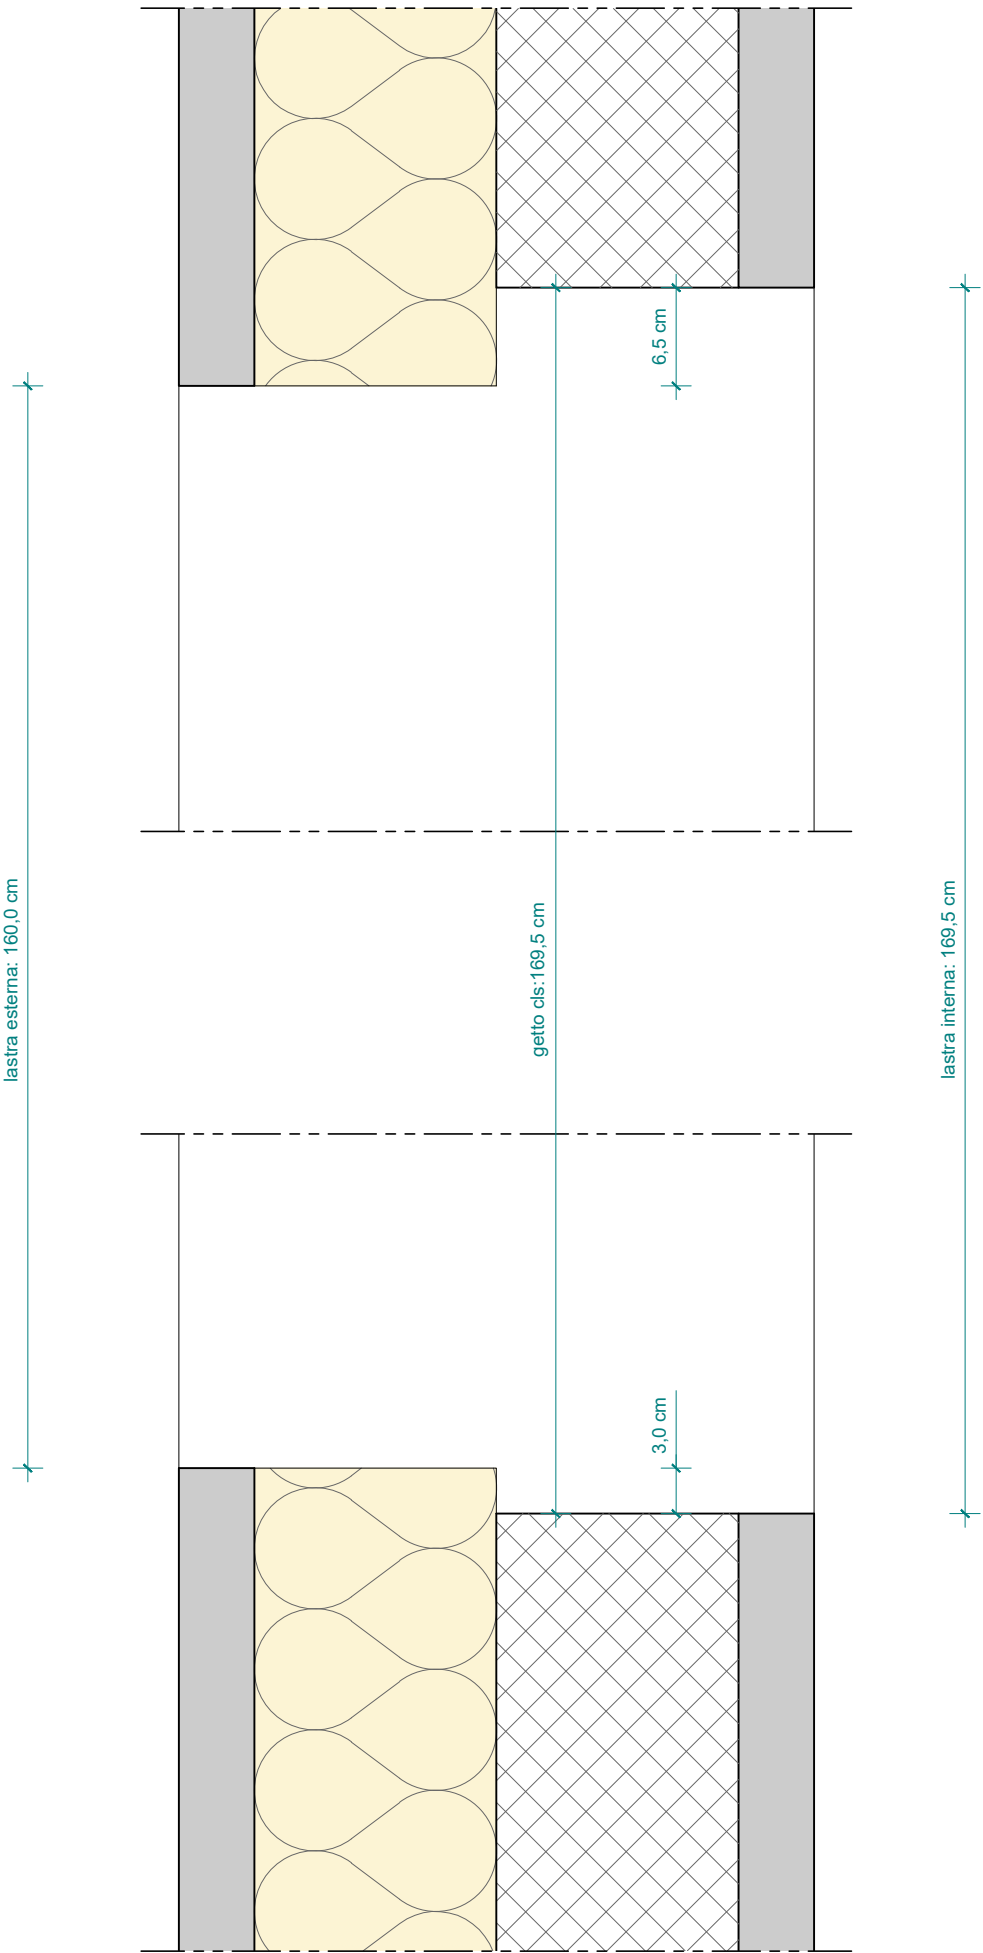 6,5 cm
lastra esterna: 160,0 cm
getto cls:169,5 cm
lastra interna: 169,5 cm
3,0 cm